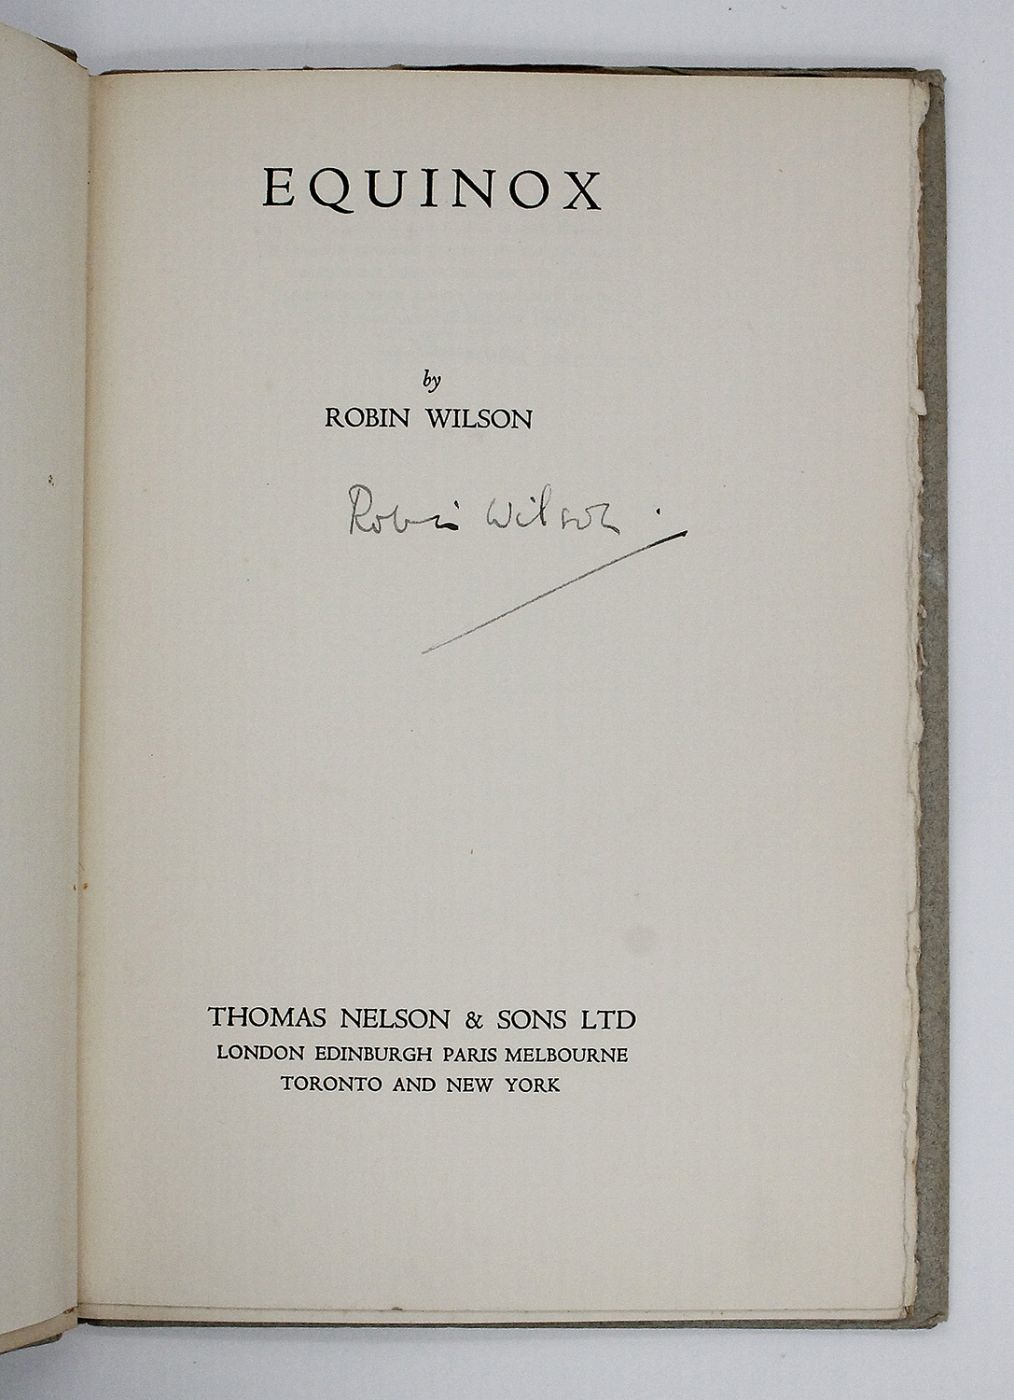 EQUINOX
by
ROBIN WILSON
Robin Wilson.
THOMAS NELSON & SONS LTD
LONDON EDINBURGH PARIS MELBOURNE
TORONTO AND NEW YORK